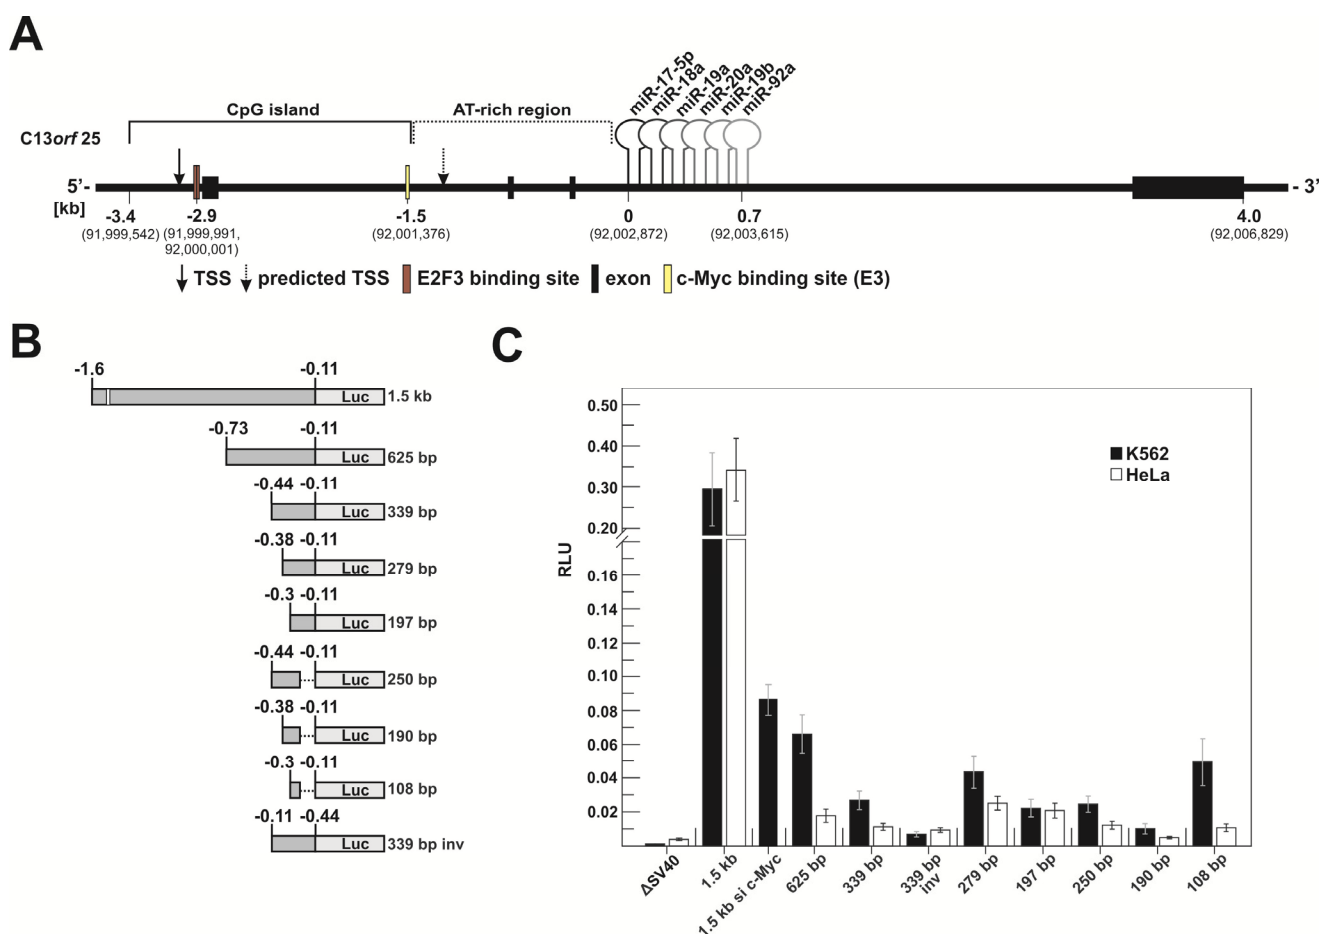 A
miR-17-5p
miR-18a
miR-19a
miR-20a
miR-19b
miR-92a
CpG island
AT-rich region
C13orf 25
5'-
- 3'
[kb]
-3.4
-2.9
-1.5
0
0.7
4.0
(91,999,542)
(91,999,991,
92,000,001)
(92,001,376)
(92,002,872)
(92,003,615)
(92,006,829)
TSS
predicted TSS
E2F3 binding site
exon
c-Myc binding site (E3)
B
-1.6
-0.11
Luc
1.5 kb
-0.73
-0.11
Luc
625 bp
-0.44
-0.11
Luc
339 bp
-0.38
-0.11
Luc
279 bp
-0.3
-0.11
Luc
197 bp
-0.44
-0.11
Luc
250 bp
-0.38
-0.11
Luc
190 bp
-0.3
-0.11
Luc
108 bp
-0.11
-0.44
Luc
339 bp inv
C
RLU
0.50
0.40
0.30
0.20
0.16
0.14
0.12
0.10
0.08
0.06
0.04
0.02
K562
HeLa
ΔSV40
1.5 kb
1.5 kb si c-Myc
625 bp
339 bp
339 bp
inv
279 bp
197 bp
250 bp
190 bp
108 bp